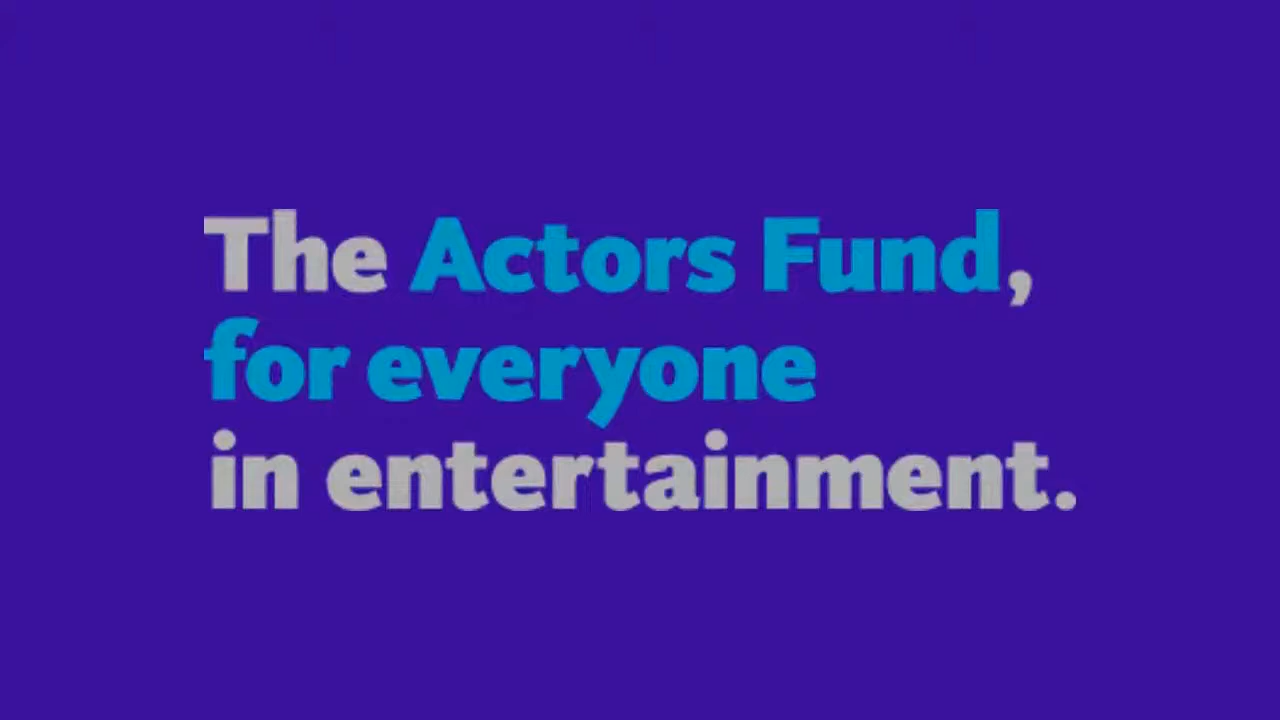 The Actors Fund,
for everyone
in entertainment.